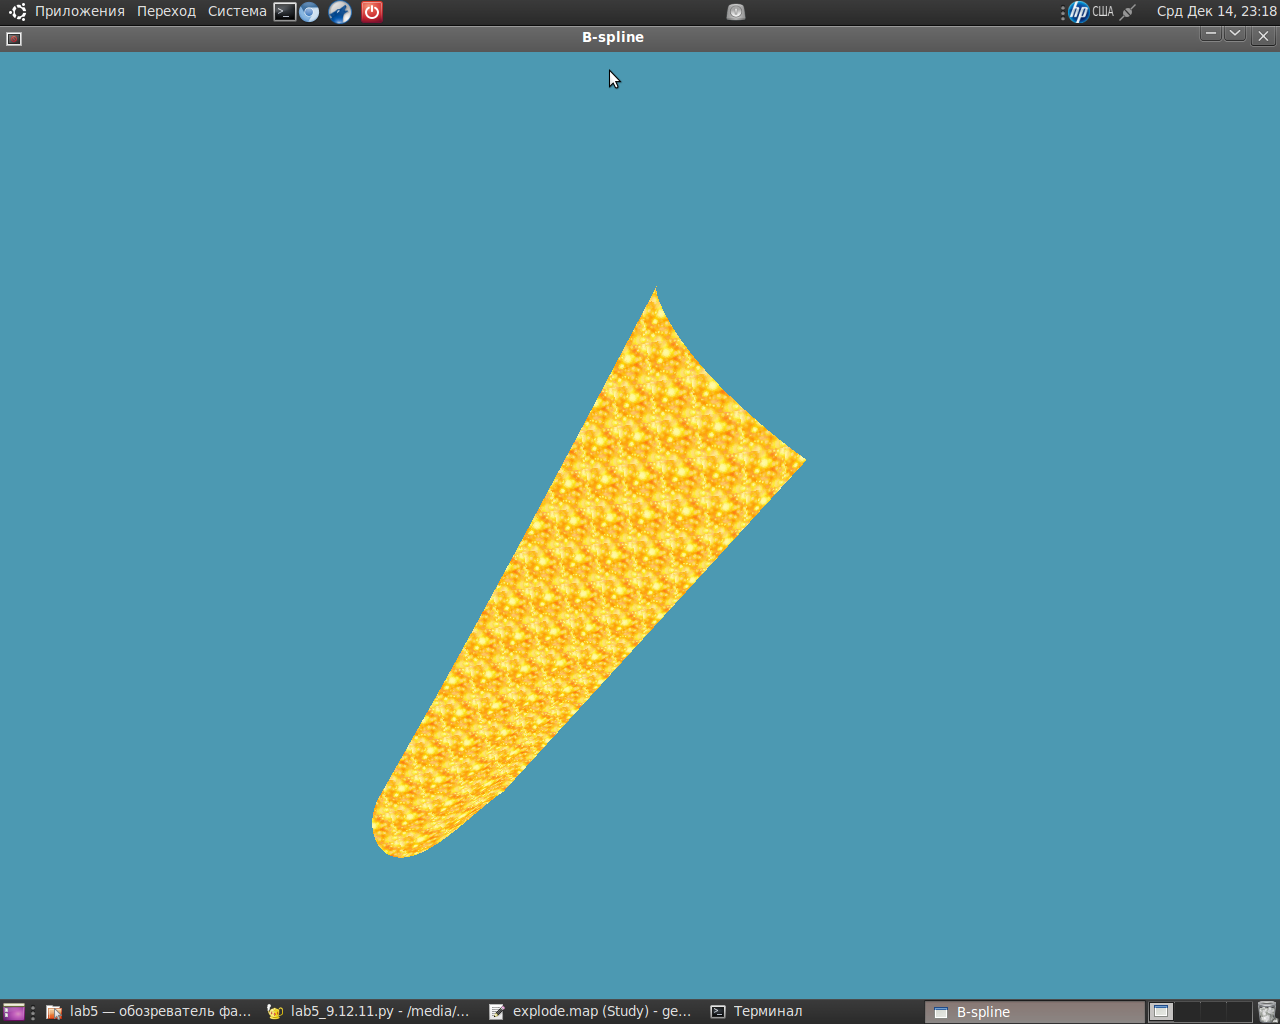 Приложения Переход Система >_ hp США Срд Дек 14, 23:18
B-spline
lab5 — обозреватель фа... lab5_9.12.11.py - /media/... explode.map (Study) - ge... Терминал B-spline